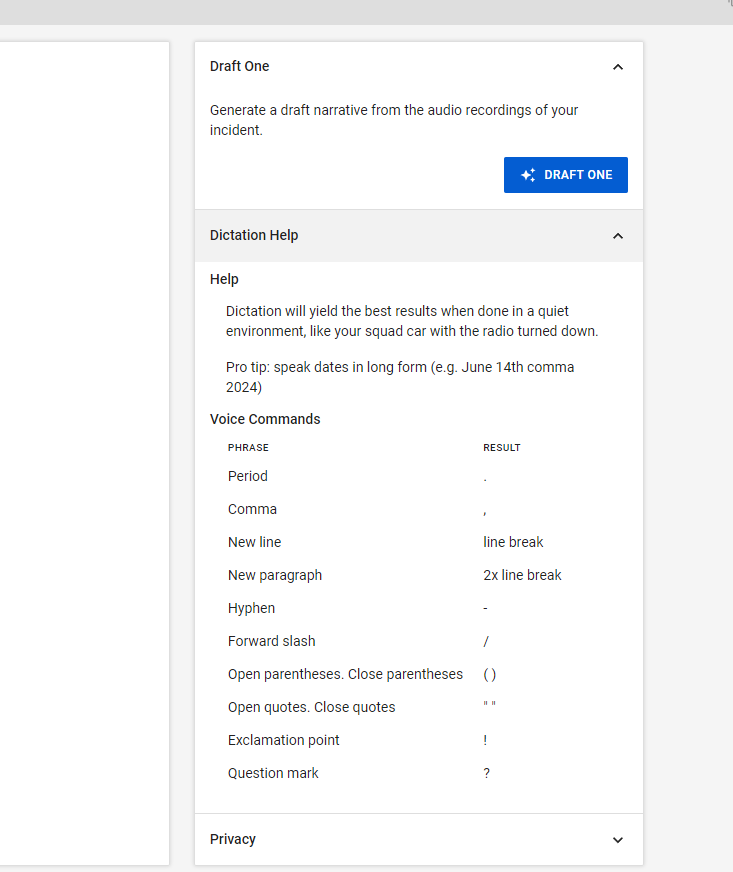 Draft One
Generate a draft narrative from the audio recordings of your
incident.
DRAFT ONE
Dictation Help
Help
Dictation will yield the best results when done in a quiet
environment, like your squad car with the radio turned down.
Pro tip: speak dates in long form (e.g. June 14th comma
2024)
Voice Commands
PHRASE RESULT
Period .
Comma ,
New line line break
New paragraph 2x line break
Hyphen -
Forward slash /
Open parentheses. Close parentheses ( )
Open quotes. Close quotes " "
Exclamation point !
Question mark ?
Privacy